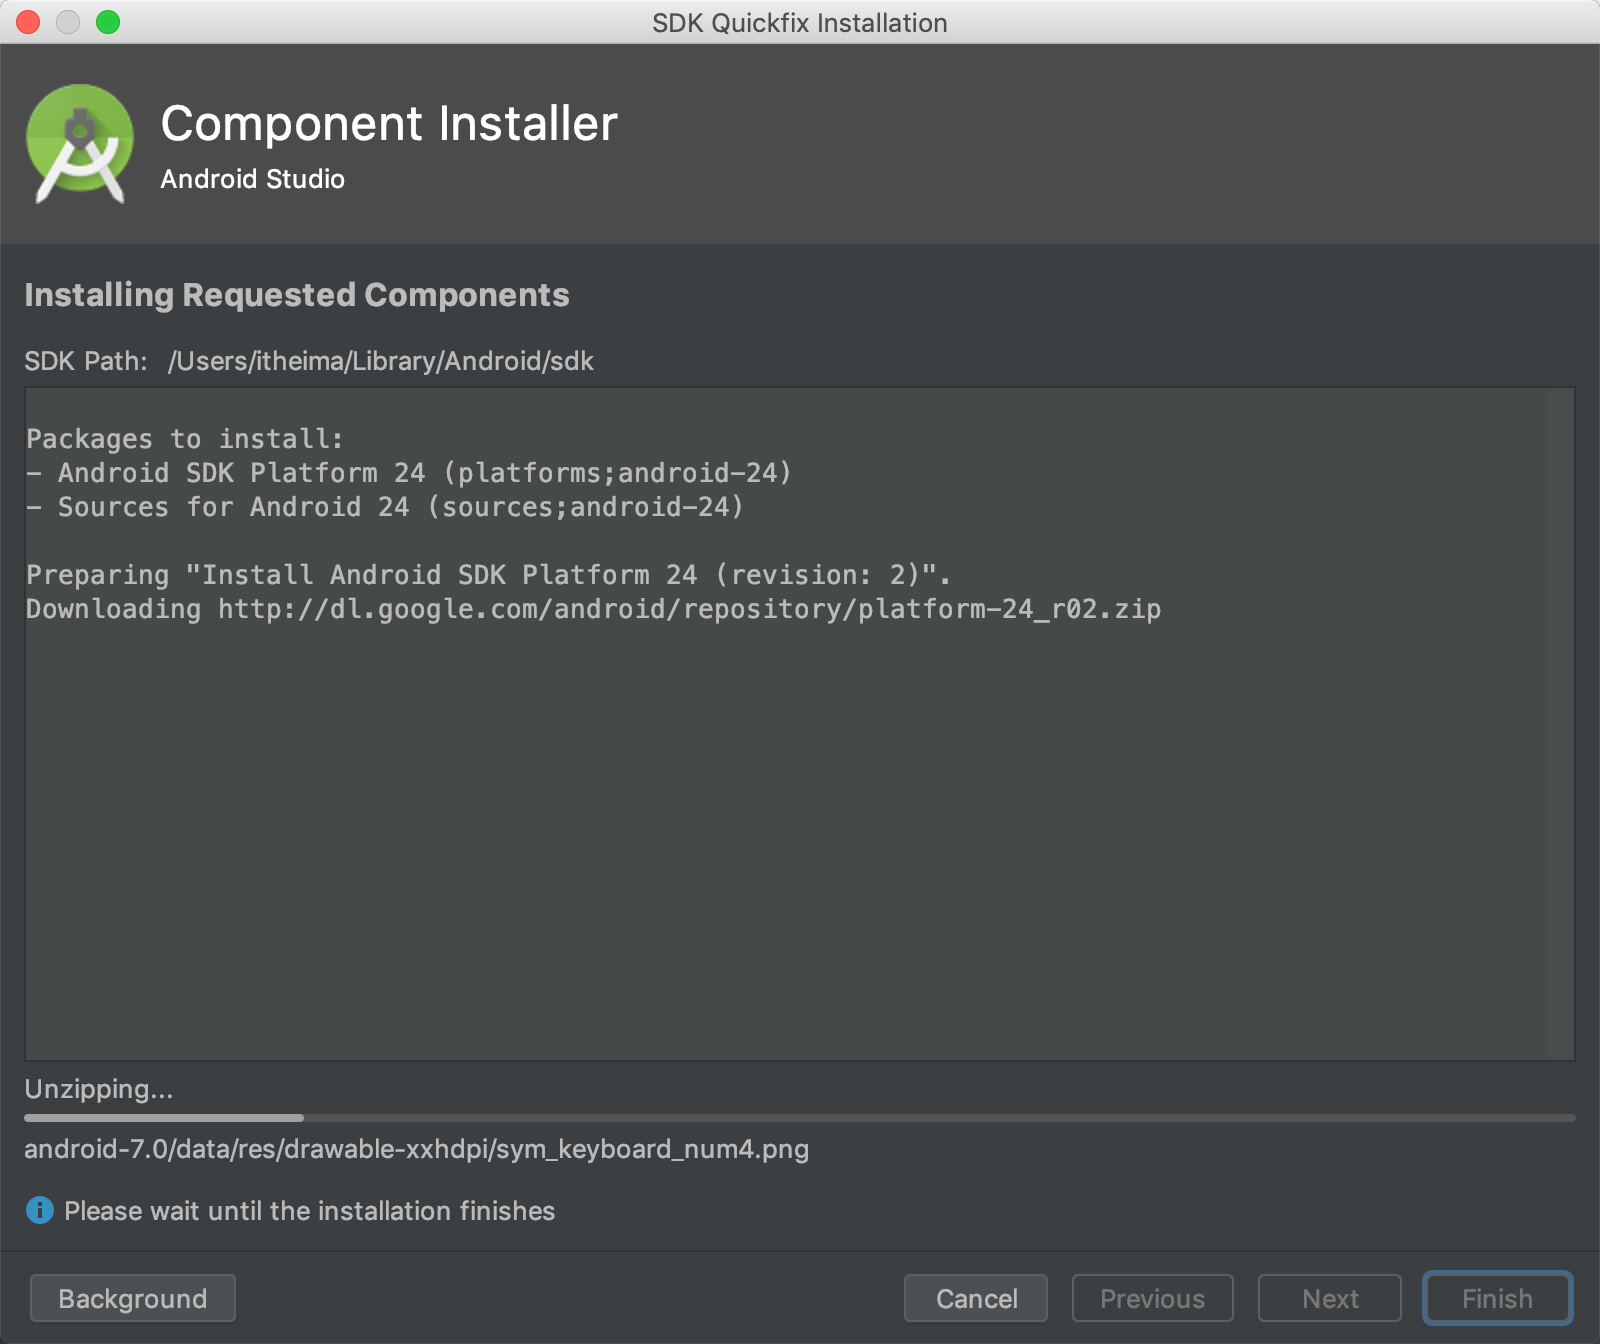 SDK Quickfix Installation
Component Installer
Android Studio
Installing Requested Components
SDK Path: /Users/itheima/Library/Android/sdk
Packages to install:
- Android SDK Platform 24 (platforms;android-24)
- Sources for Android 24 (sources;android-24)
Preparing "Install Android SDK Platform 24 (revision: 2)".
Downloading http://dl.google.com/android/repository/platform-24_r02.zip
Unzipping...
android-7.0/data/res/drawable-xxhdpi/sym_keyboard_num4.png
Please wait until the installation finishes
Background Cancel Previous Next Finish